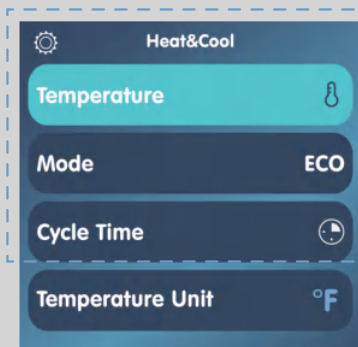 Heat&Cool
Temperature
Mode ECO
Cycle Time
Temperature Unit °F